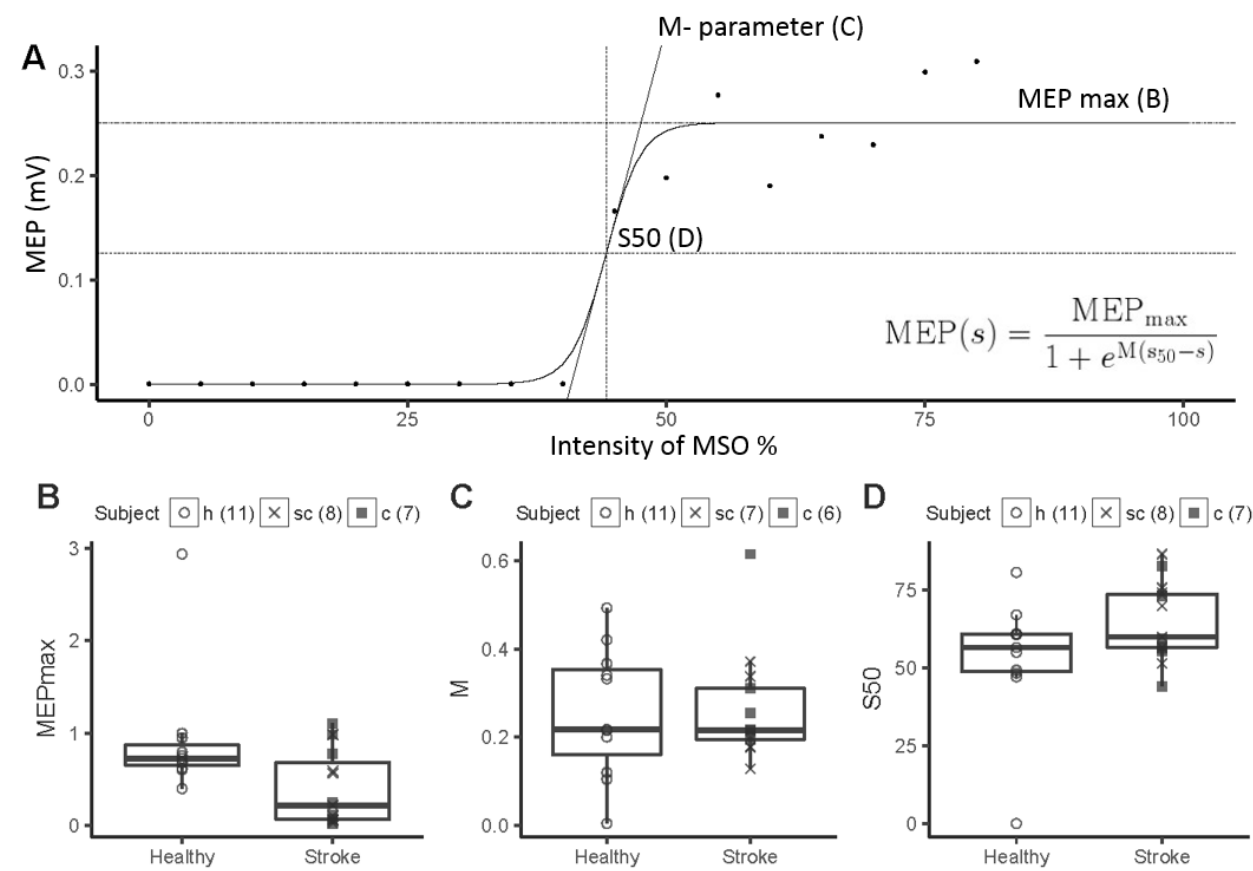 M- parameter (C)
A
0.3
MEP max (B)
0.2
MEP (mV)
S50 (D)
0.1
MEP(s) = MEPmax / 1 + e^M(s50−s)
0.0
0 25 50 75 100
Intensity of MSO %
B
Subject h (11) sc (8) c (7)
3
2
MEPmax
1
0
Healthy Stroke
C
Subject h (11) sc (7) c (6)
0.6
0.4
M
0.2
0.0
Healthy Stroke
D
Subject h (11) sc (8) c (7)
75
50
S50
25
0
Healthy Stroke